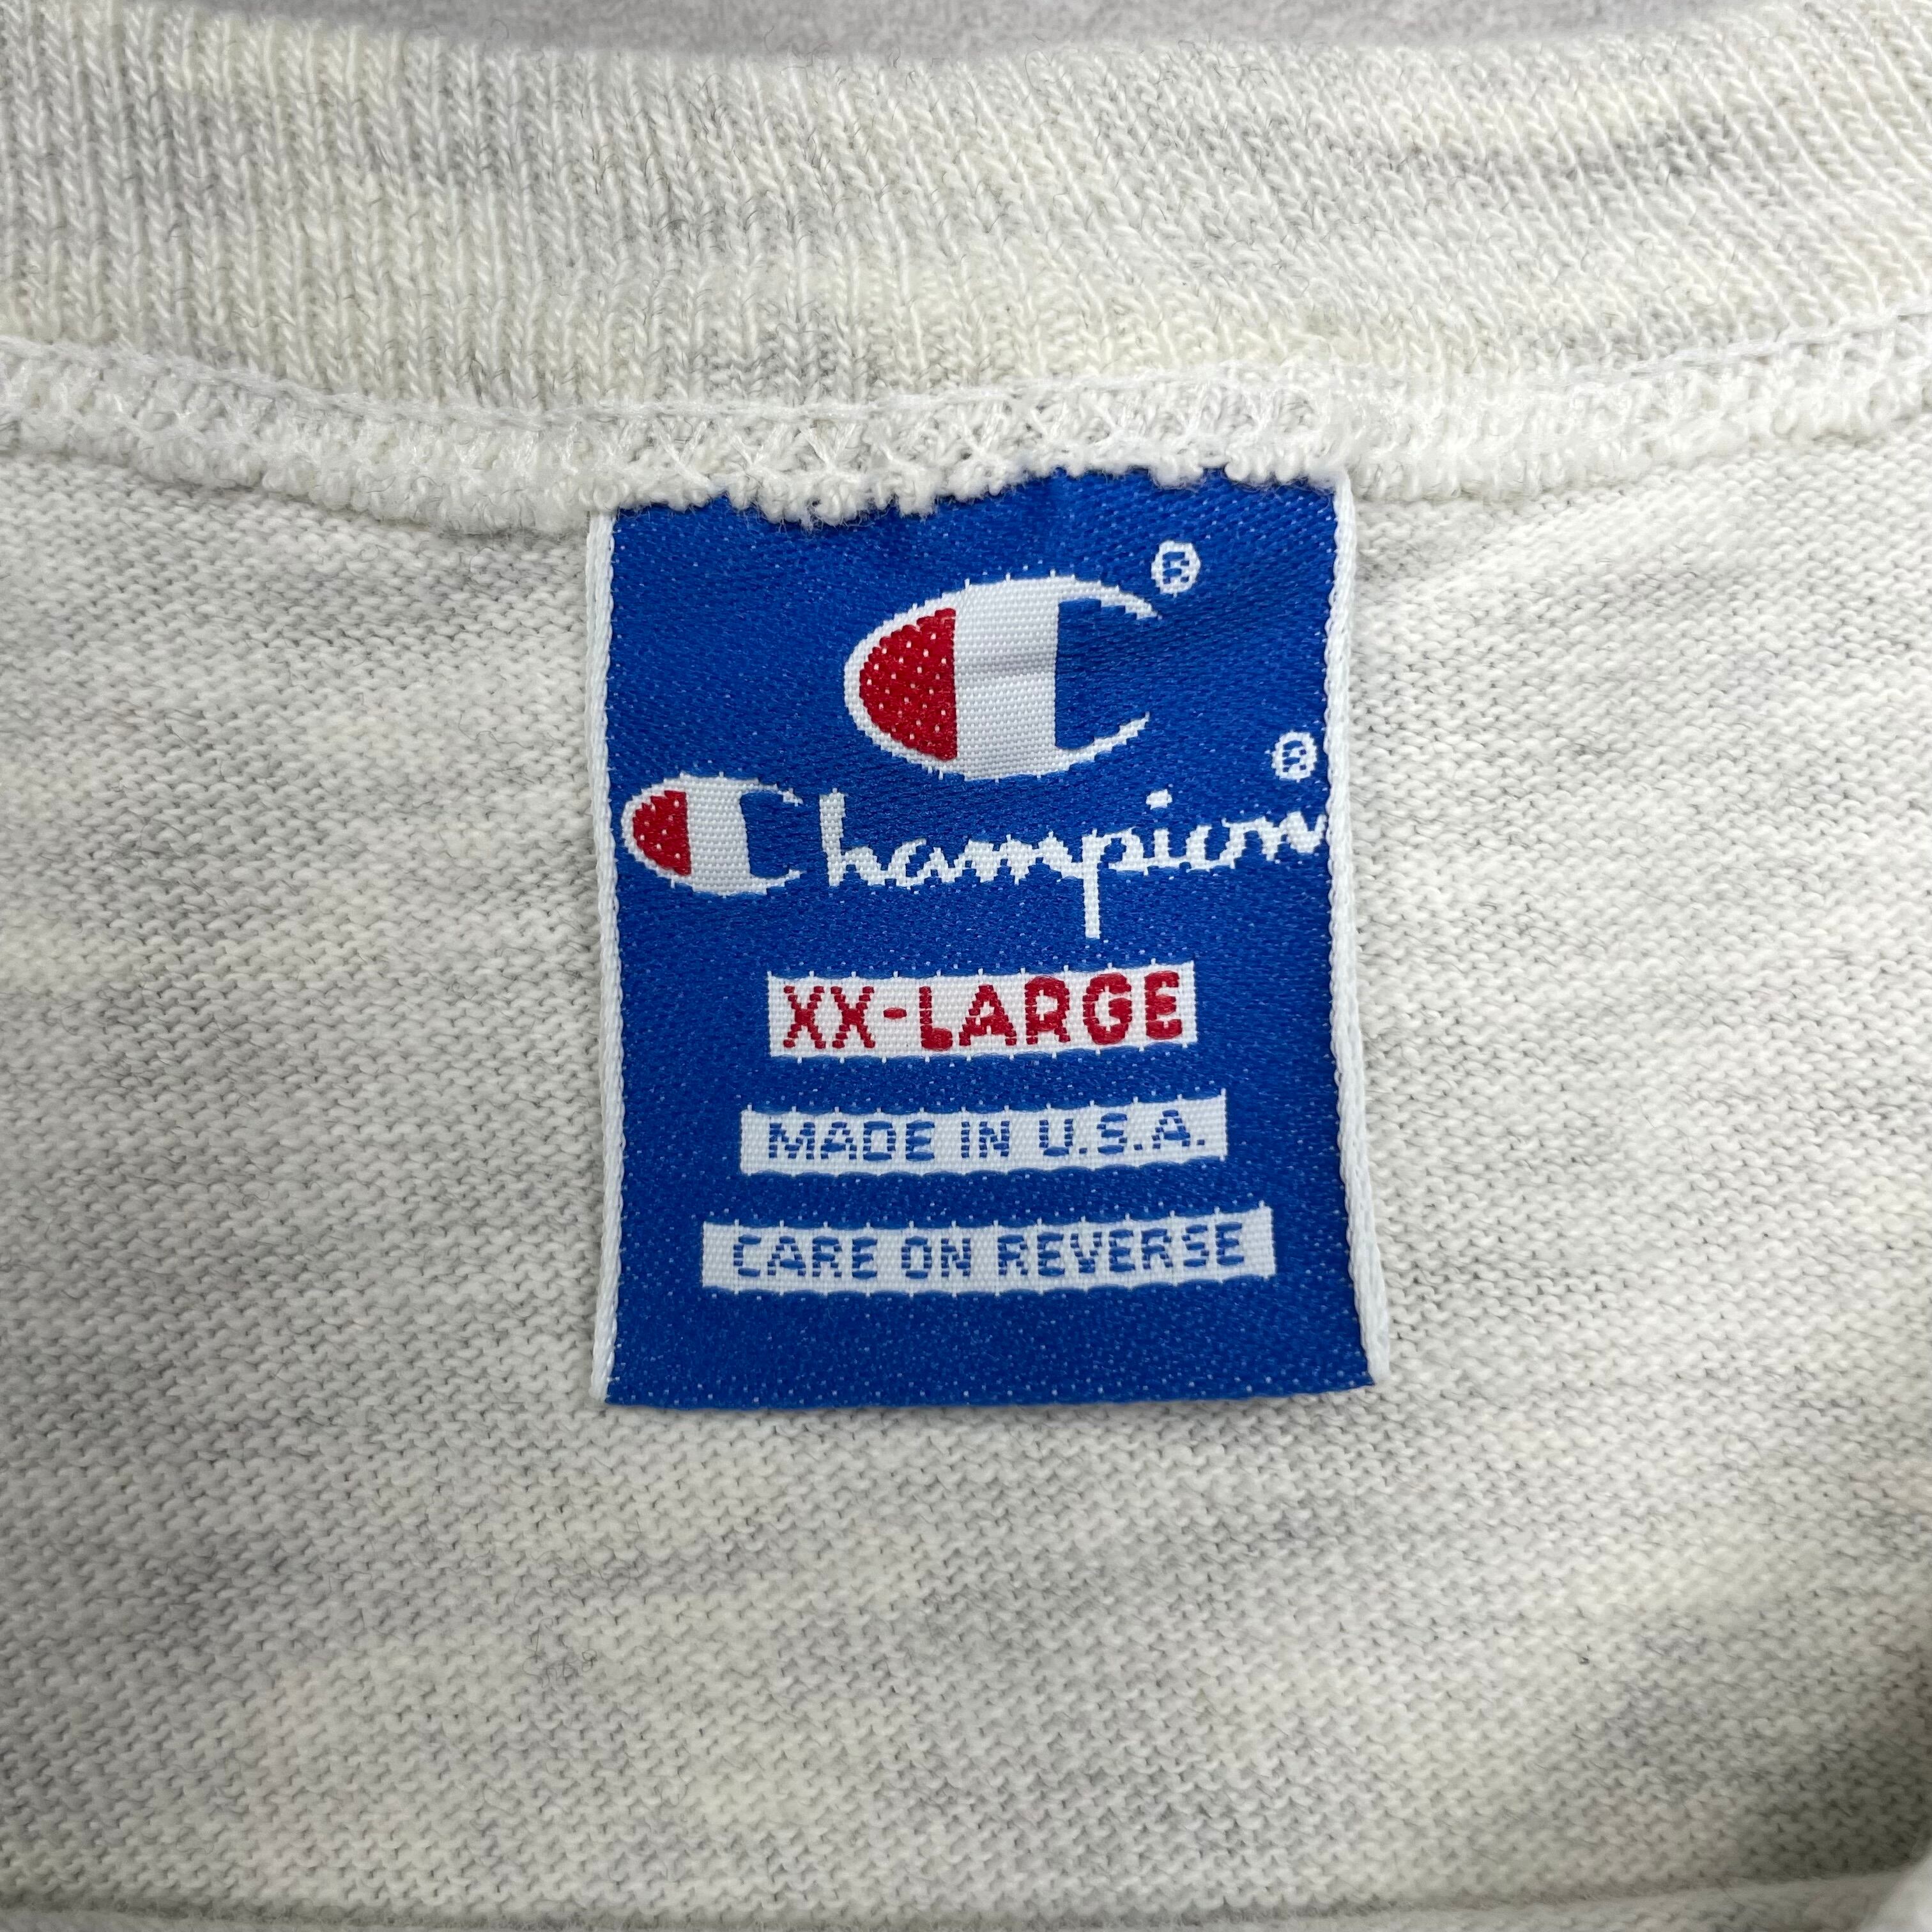 C®
Champion®
XX-LARGE
MADE IN U.S.A.
CARE ON REVERSE